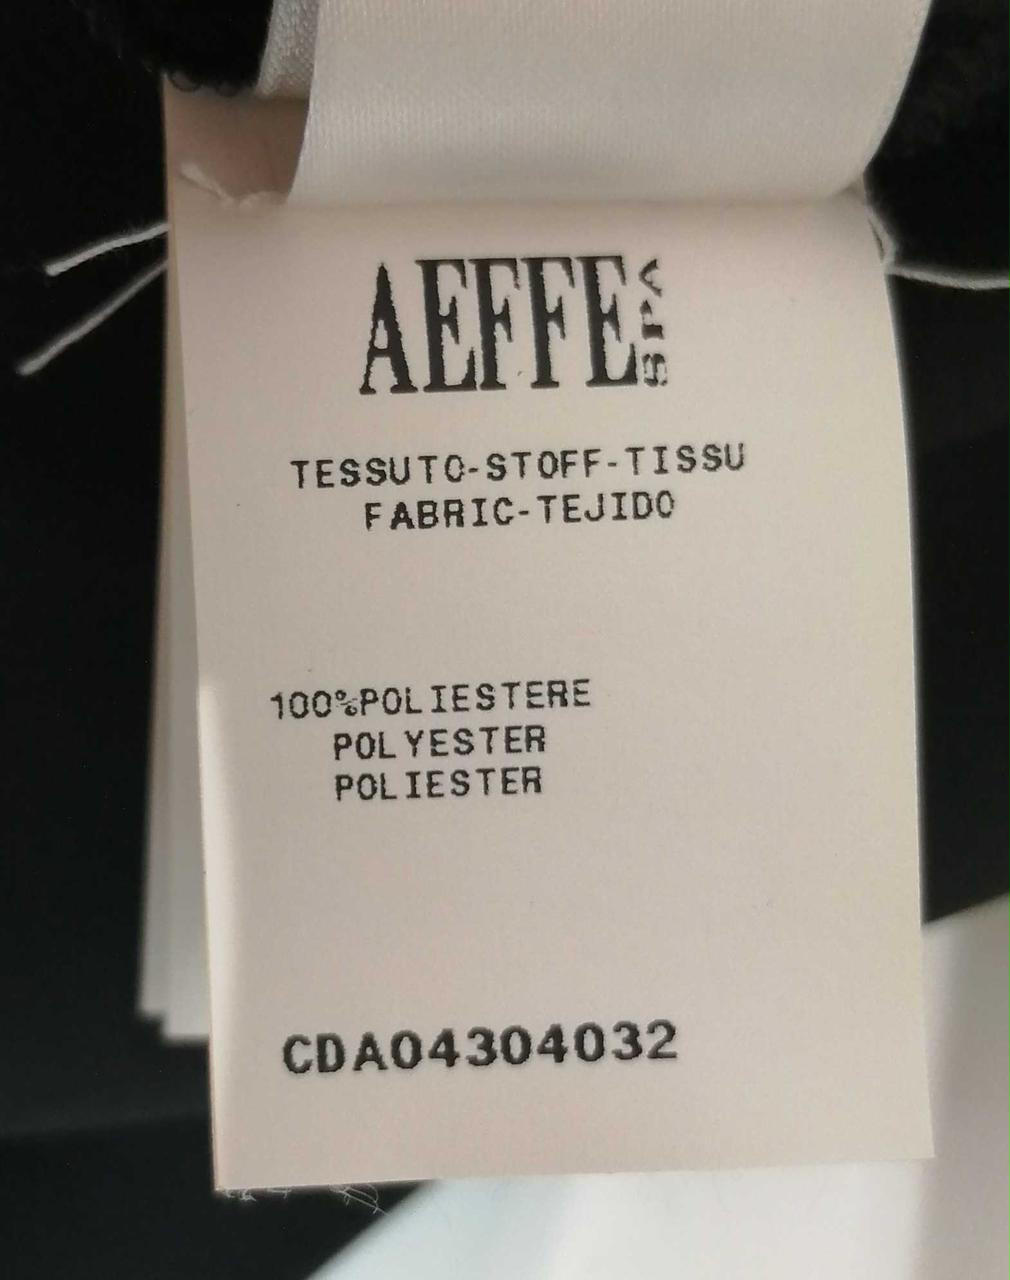 AEFFE SPA
TESSUTO-STOFF-TISSU
FABRIC-TEJIDO
100%POLIESTERE
POLYESTER
POLIESTER
CDA04304032